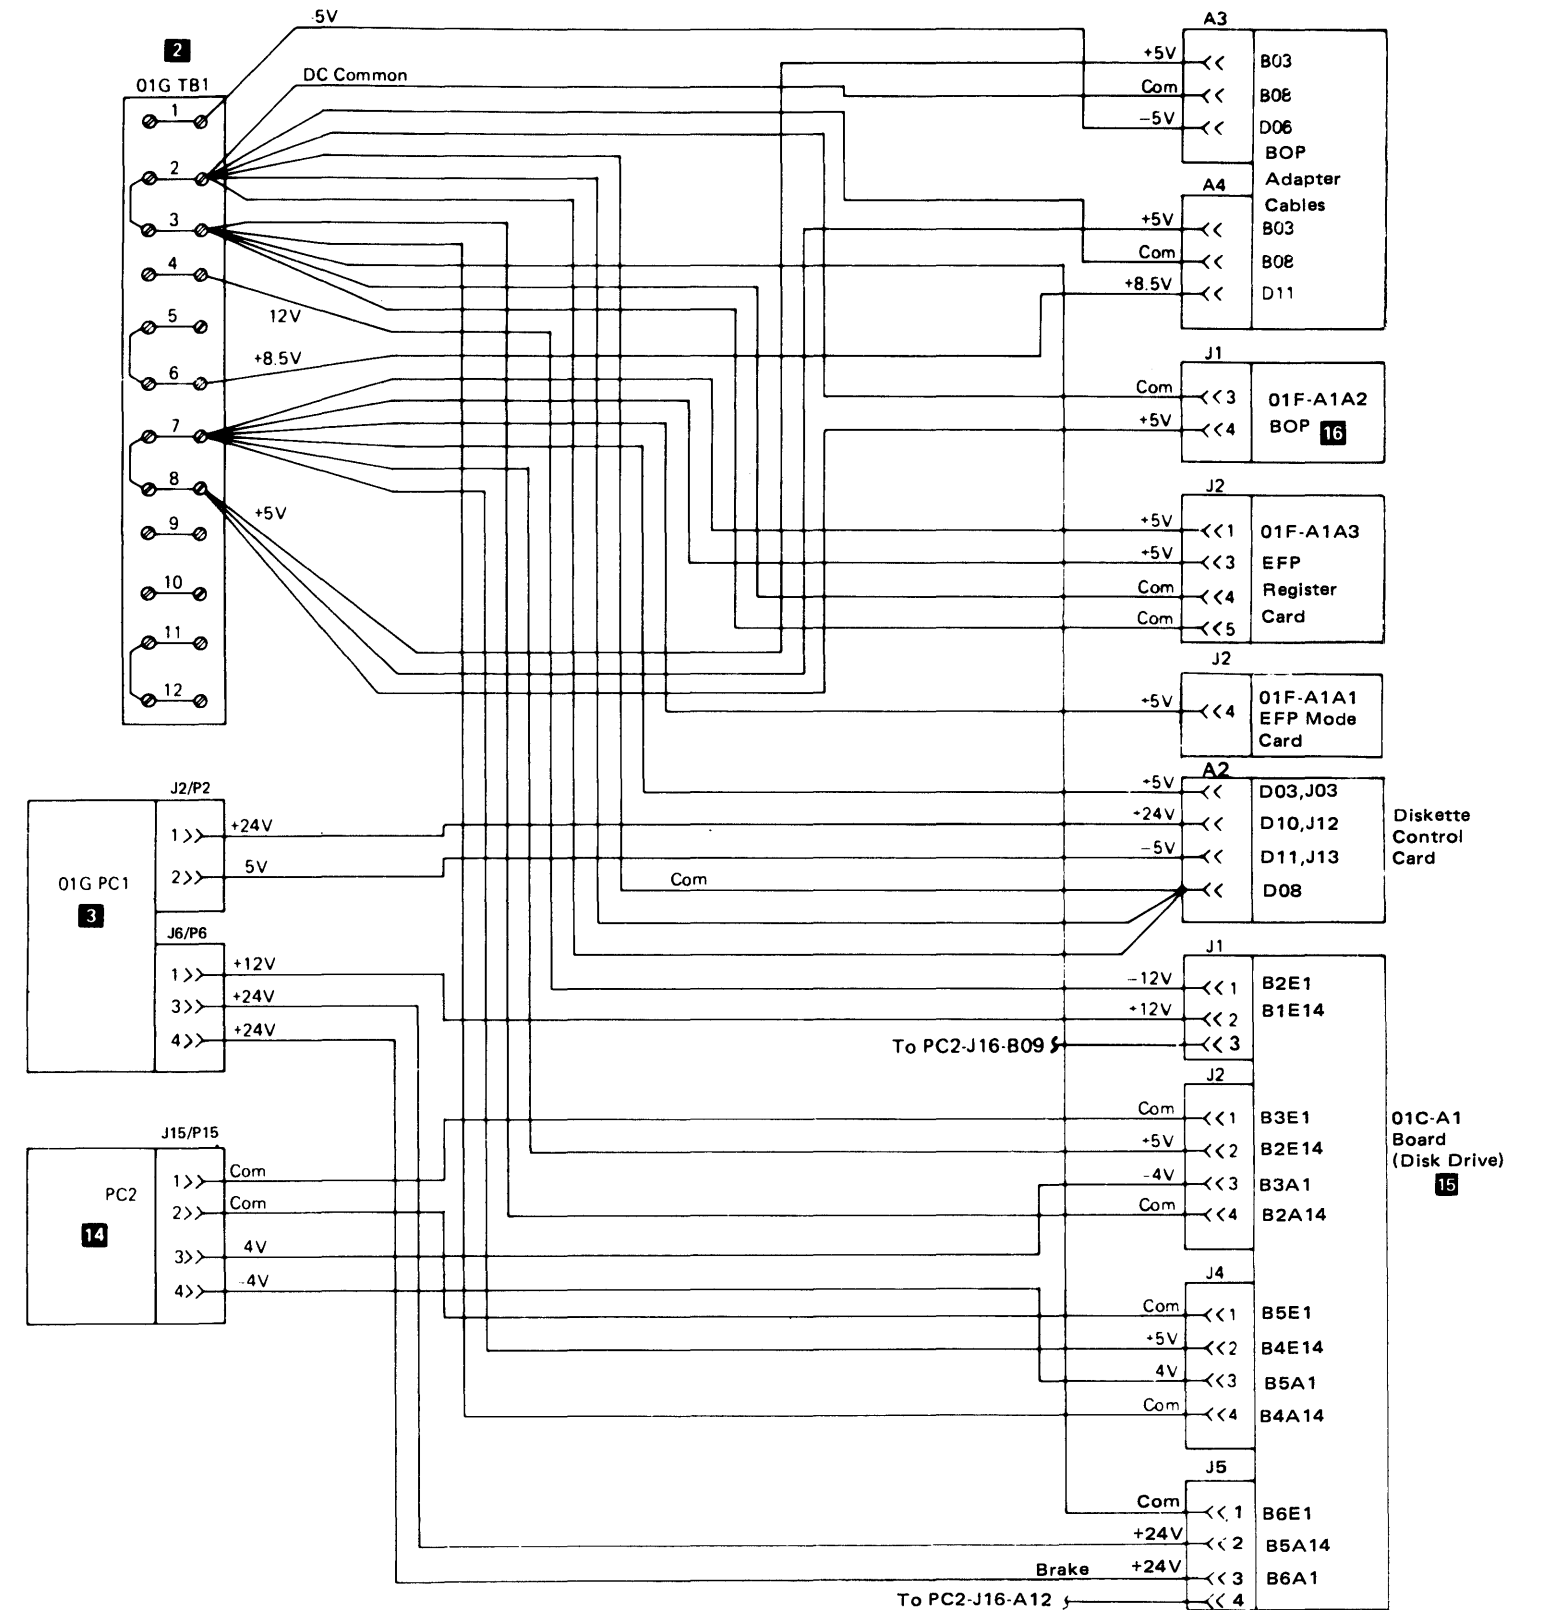 2
01G TB1
1
2
3
4
5
6
7
8
9
10
11
12
5V
DC Common
12V
+8.5V
+5V
A3
+5V
B03
Com
B08
-5V
D06
BOP
Adapter
Cables
A4
+5V
B03
Com
B08
+8.5V
D11
J1
Com
3
+5V
4
01F-A1A2
BOP 16
J2
+5V
1
+5V
3
Com
4
Com
5
01F-A1A3
EFP
Register
Card
J2
+5V
4
01F-A1A1
EFP Mode
Card
A2
+5V
D03,J03
+24V
D10,J12
-5V
D11,J13
Com
D08
Diskette
Control
Card
J2/P2
1
+24V
2
5V
01G PC1
3
J6/P6
1
+12V
3
+24V
4
+24V
J1
-12V
1
B2E1
+12V
2
B1E14
To PC2-J16-B09
3
J2
Com
1
B3E1
+5V
2
B2E14
-4V
3
B3A1
Com
4
B2A14
01C-A1
Board
(Disk Drive)
15
J15/P15
PC2
14
1
Com
2
Com
3
4V
4
-4V
J4
Com
1
B5E1
+5V
2
B4E14
4V
3
B5A1
Com
4
B4A14
J5
Com
1
B6E1
+24V
2
B5A14
Brake
+24V
3
B6A1
To PC2-J16-A12
4